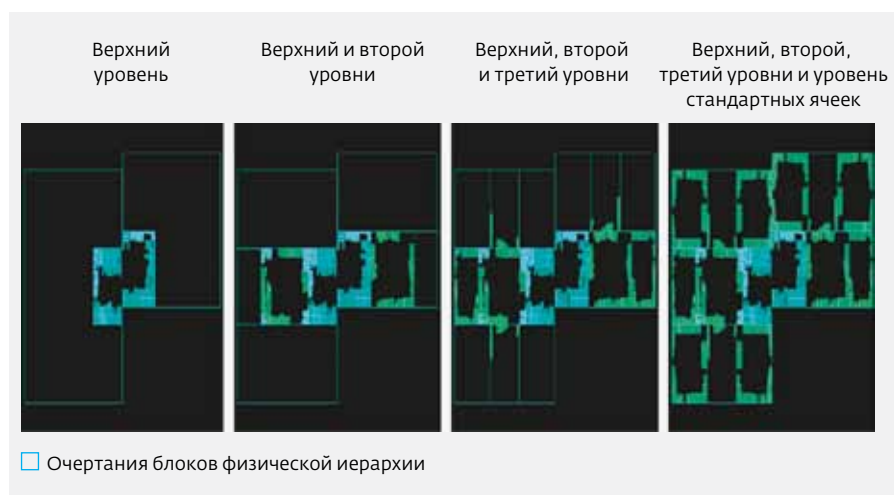 Верхний
уровень
Верхний и второй
уровни
Верхний, второй
и третий уровни
Верхний, второй,
третий уровни и уровень
стандартных ячеек
Очертания блоков физической иерархии